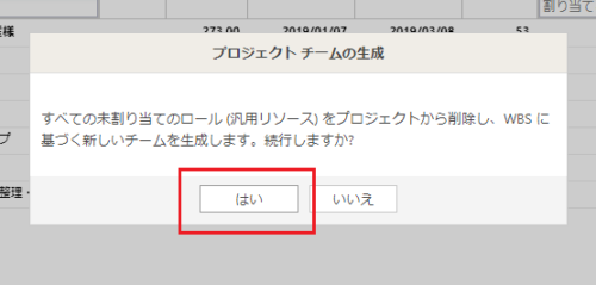 割り当て
様 273.00 2019/01/07 2019/03/08 53
プロジェクト チームの生成
すべての未割り当てのロール (汎用リソース) をプロジェクトから削除し、WBS に
基づく新しいチームを生成します。続行しますか?
プ
はい いいえ
整理・